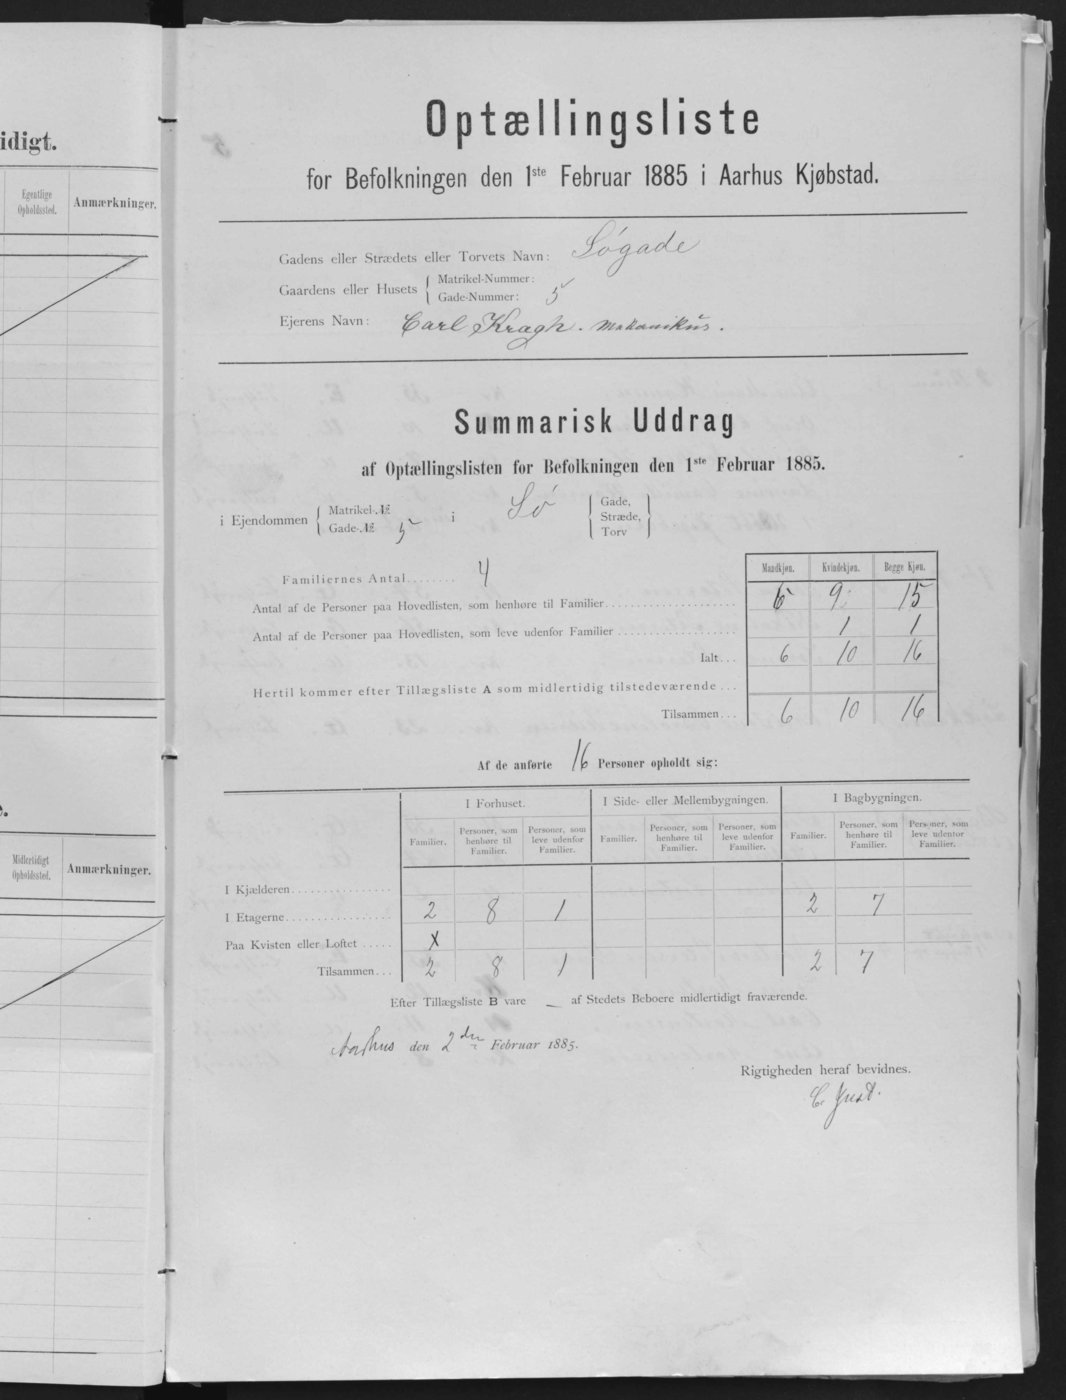 idigt.
Egentlige
Opholdssted.
Anmærkninger.
Midlertidigt
Opholdssted.
Anmærkninger.
Optællingsliste
for Befolkningen den 1ste Februar 1885 i Aarhus Kjøbstad.
Gadens eller Strædets eller Torvets Navn: Søgade
Gaardens eller Husets { Matrikel-Nummer:
Gade-Nummer: 5
Ejerens Navn: Carl Kragh. Makanikus.
Summarisk Uddrag
af Optællingslisten for Befolkningen den 1ste Februar 1885.
i Ejendommen { Matrikel-№
Gade-№ 5 i Sø { Gade,
Stræde,
Torv }
Mandkjøn. Kvindekjøn. Begge Kjøn.
Familiernes Antal........ 4
Antal af de Personer paa Hovedlisten, som henhøre til Familier 6 9 15
Antal af de Personer paa Hovedlisten, som leve udenfor Familier 1 1
Ialt... 6 10 16
Hertil kommer efter Tillægsliste A som midlertidig tilstedeværende ...
Tilsammen... 6 10 16
Af de anførte 16 Personer opholdt sig:
I Forhuset. I Side- eller Mellembygningen. I Bagbygningen.
Familier. Personer, som henhøre til Familier. Personer, som leve udenfor Familier. Familier. Personer, som henhøre til Familier. Personer, som leve udenfor Familier. Familier. Personer, som henhøre til Familier. Personer, som leve udenfor Familier.
I Kjælderen
I Etagerne 2 8 1 2 7
Paa Kvisten eller Loftet ..... x
Tilsammen... 2 8 1 2 7
Efter Tillægsliste B vare — af Stedets Beboere midlertidigt fraværende.
Aarhus den 2den Februar 1885.
Rigtigheden heraf bevidnes.
C. Just.